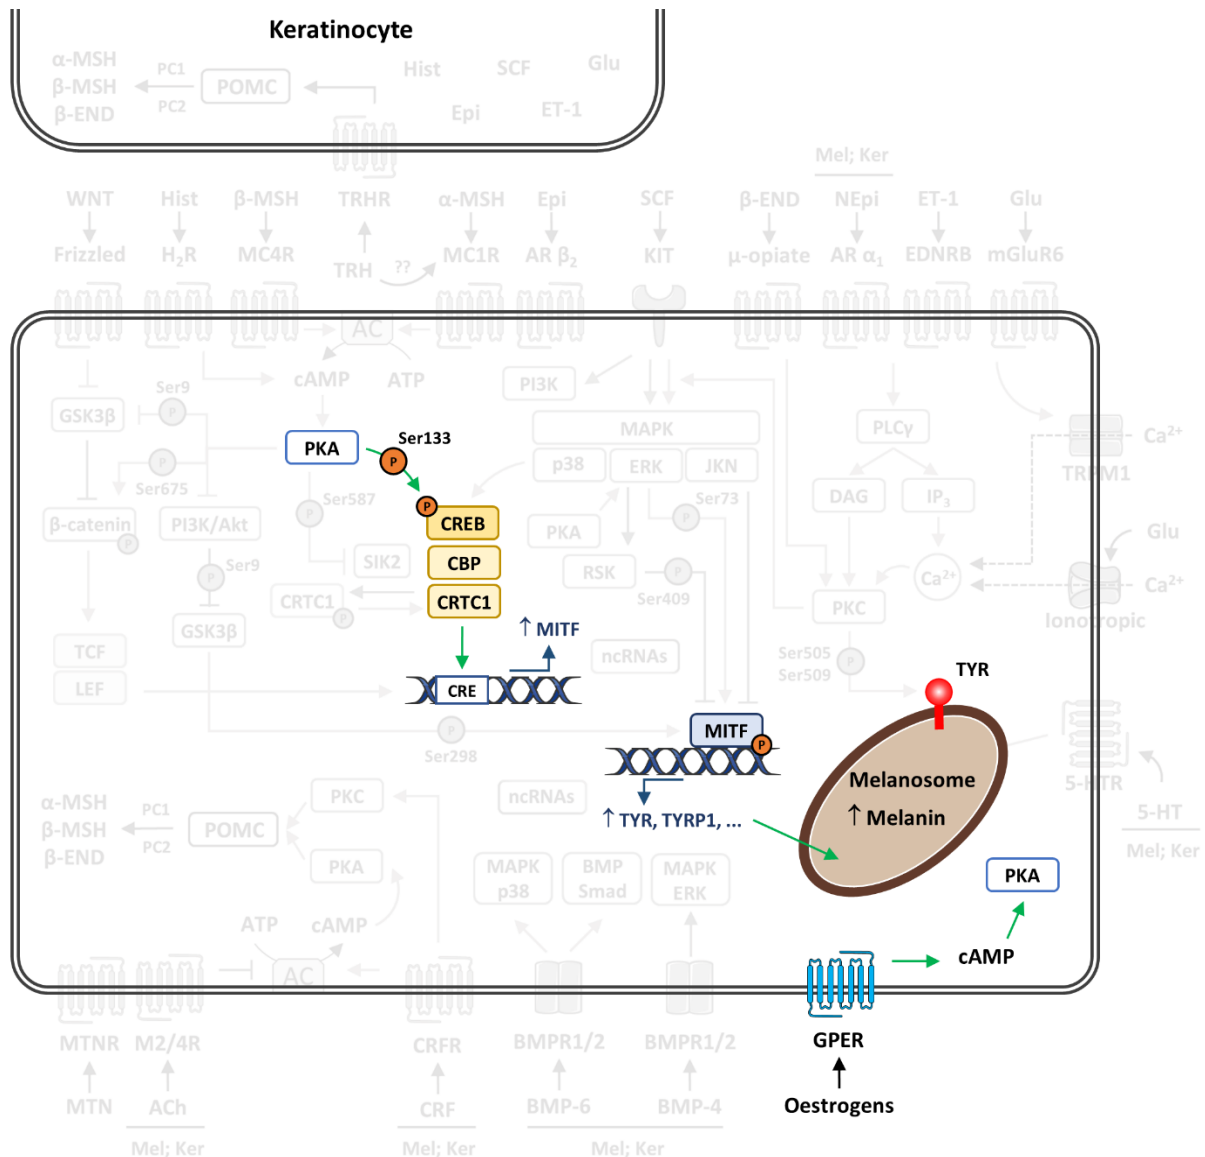 Keratinocyte
α-MSH
β-MSH
β-END
PC1
PC2
POMC
Hist
SCF
Glu
Epi
ET-1
Mel; Ker
WNT
Hist
β-MSH
TRHR
α-MSH
Epi
SCF
β-END
NEpi
ET-1
Glu
Frizzled
H2R
MC4R
TRH
??
MC1R
AR β2
KIT
μ-opiate
AR α1
EDNRB
mGluR6
AC
cAMP
ATP
PI3K
Ser9
GSK3β
P
MAPK
PLCγ
Ca2+
TRPM1
PKA
Ser133
P
p38
ERK
JKN
P
Ser675
Ser587
Ser73
DAG
IP3
P
β-catenin
P
PI3K/Akt
P
CREB
PKA
P
Glu
SIK2
CBP
Ser9
P
RSK
P
Ser409
Ca2+
Ca2+
CRTC1
P
CRTC1
PKC
Ionotropic
GSK3β
↑ MITF
TCF
LEF
ncRNAs
Ser505
Ser509
P
TYR
CRE
P
Ser298
MITF
P
5-HTR
α-MSH
β-MSH
β-END
PC1
PC2
POMC
PKC
ncRNAs
↑ TYR, TYRP1, ...
Melanosome
↑ Melanin
5-HT
Mel; Ker
PKA
MAPK
p38
BMP
Smad
MAPK
ERK
PKA
ATP
cAMP
AC
cAMP
MTNR
M2/4R
CRFR
BMPR1/2
BMPR1/2
GPER
MTN
ACh
CRF
BMP-6
BMP-4
Oestrogens
Mel; Ker
Mel; Ker
Mel; Ker